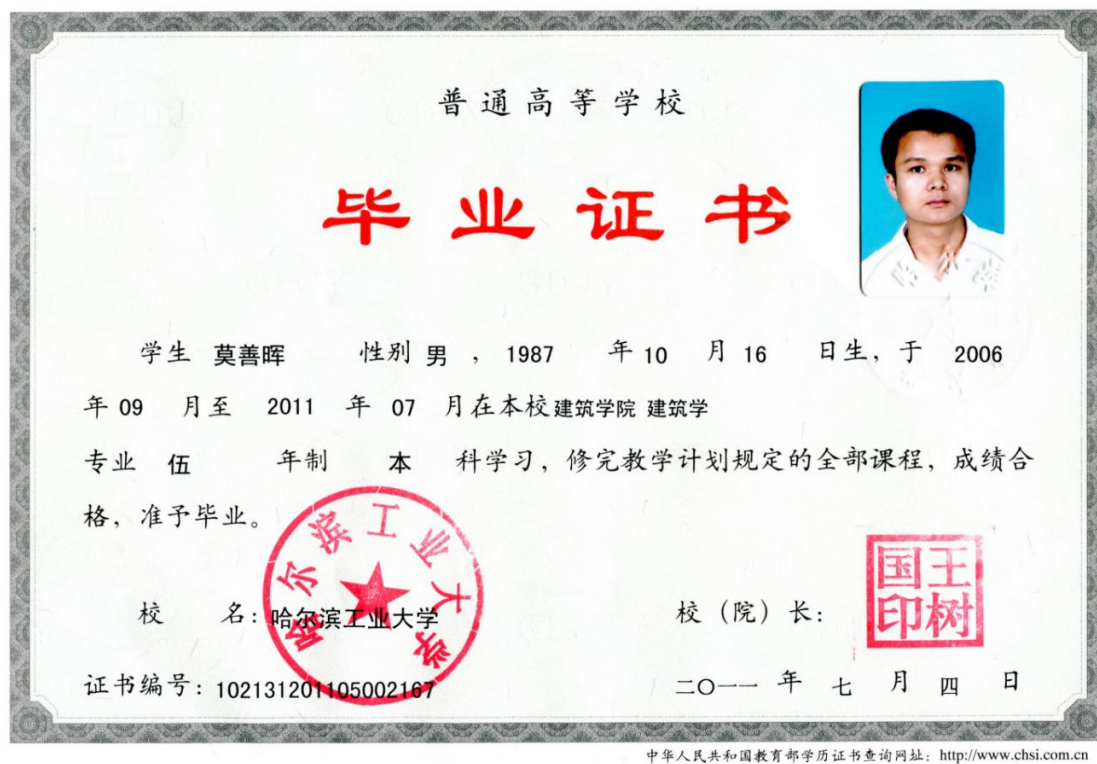 普通高等学校
毕业证书
学生 莫善晖 性别 男 ，1987 年 10 月 16 日生，于 2006
年 09 月至 2011 年 07 月在本校 建筑学院 建筑学
专业 伍 年制 本 科学习，修完教学计划规定的全部课程，成绩合
格，准予毕业。
哈尔滨工业大学
国王
印树
校 名：哈尔滨工业大学 校（院）长：
证书编号：102131201105002167 二〇一一 年 七 月 四 日
中华人民共和国教育部学历证书查询网址：http://www.chsi.com.cn